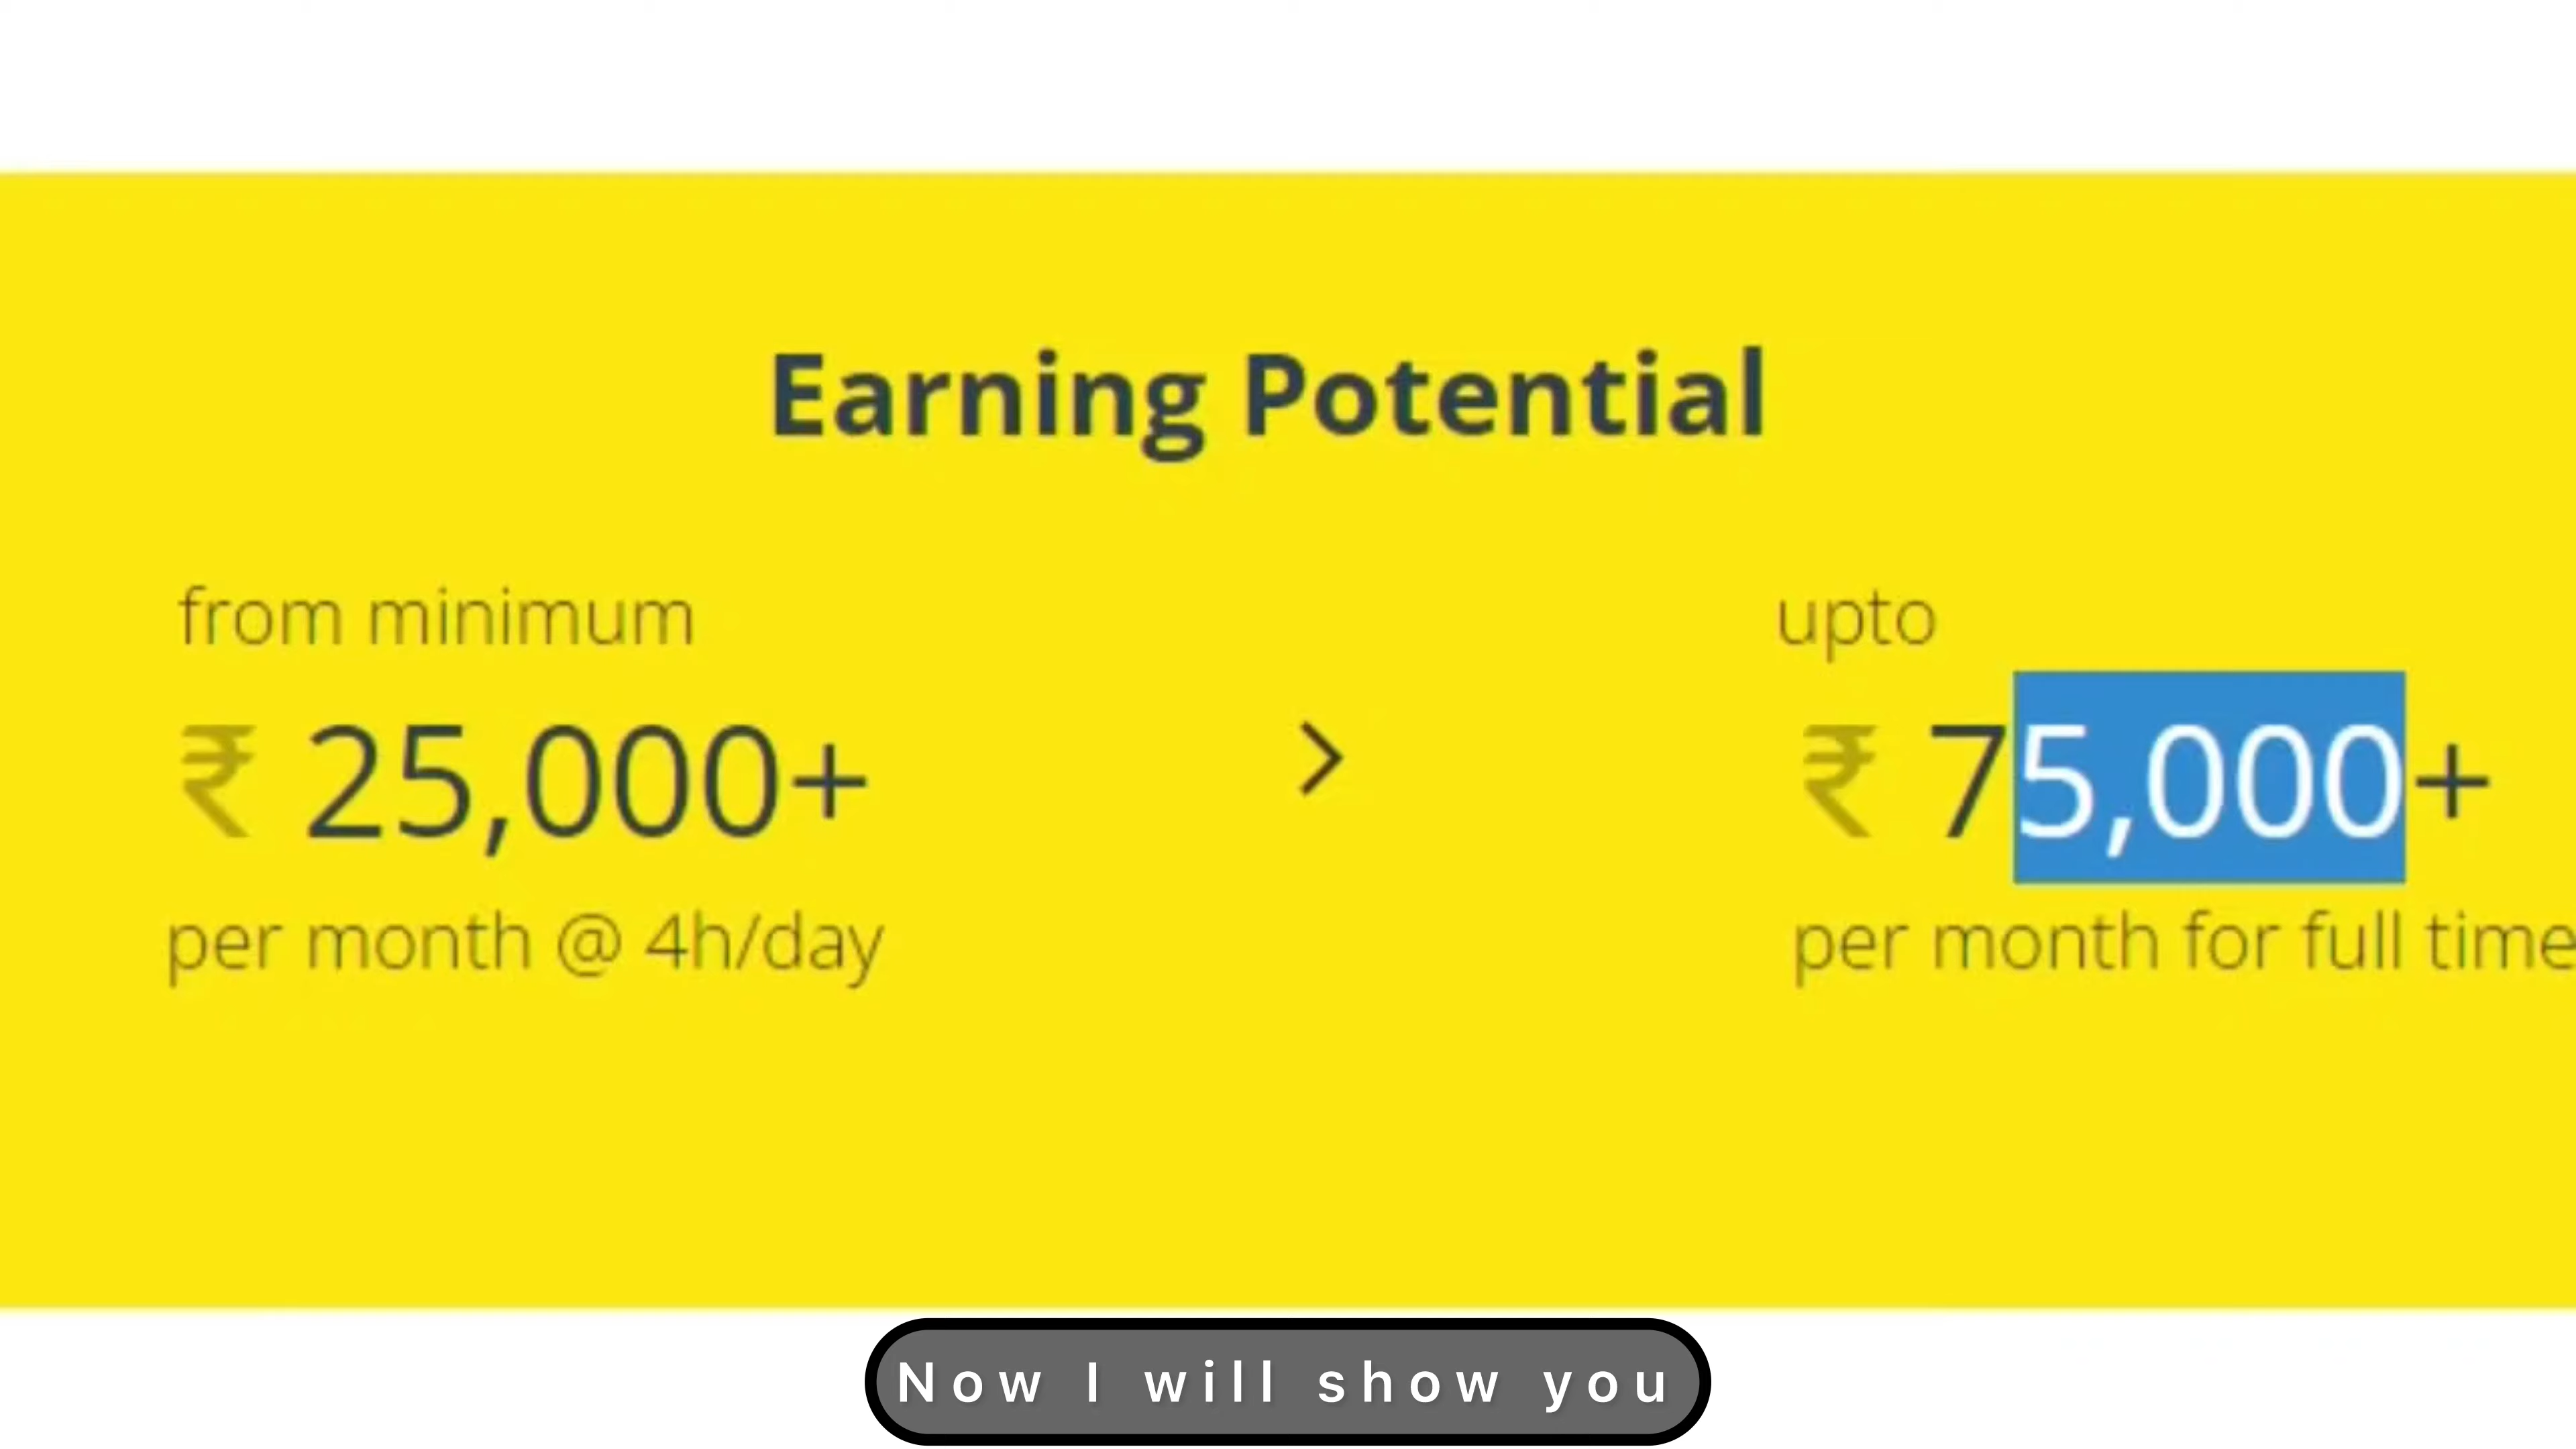 Earning Potential
from minimum
₹ 25,000+
per month @ 4h/day
>
upto
₹ 75,000+
per month for full time
Now I will show you